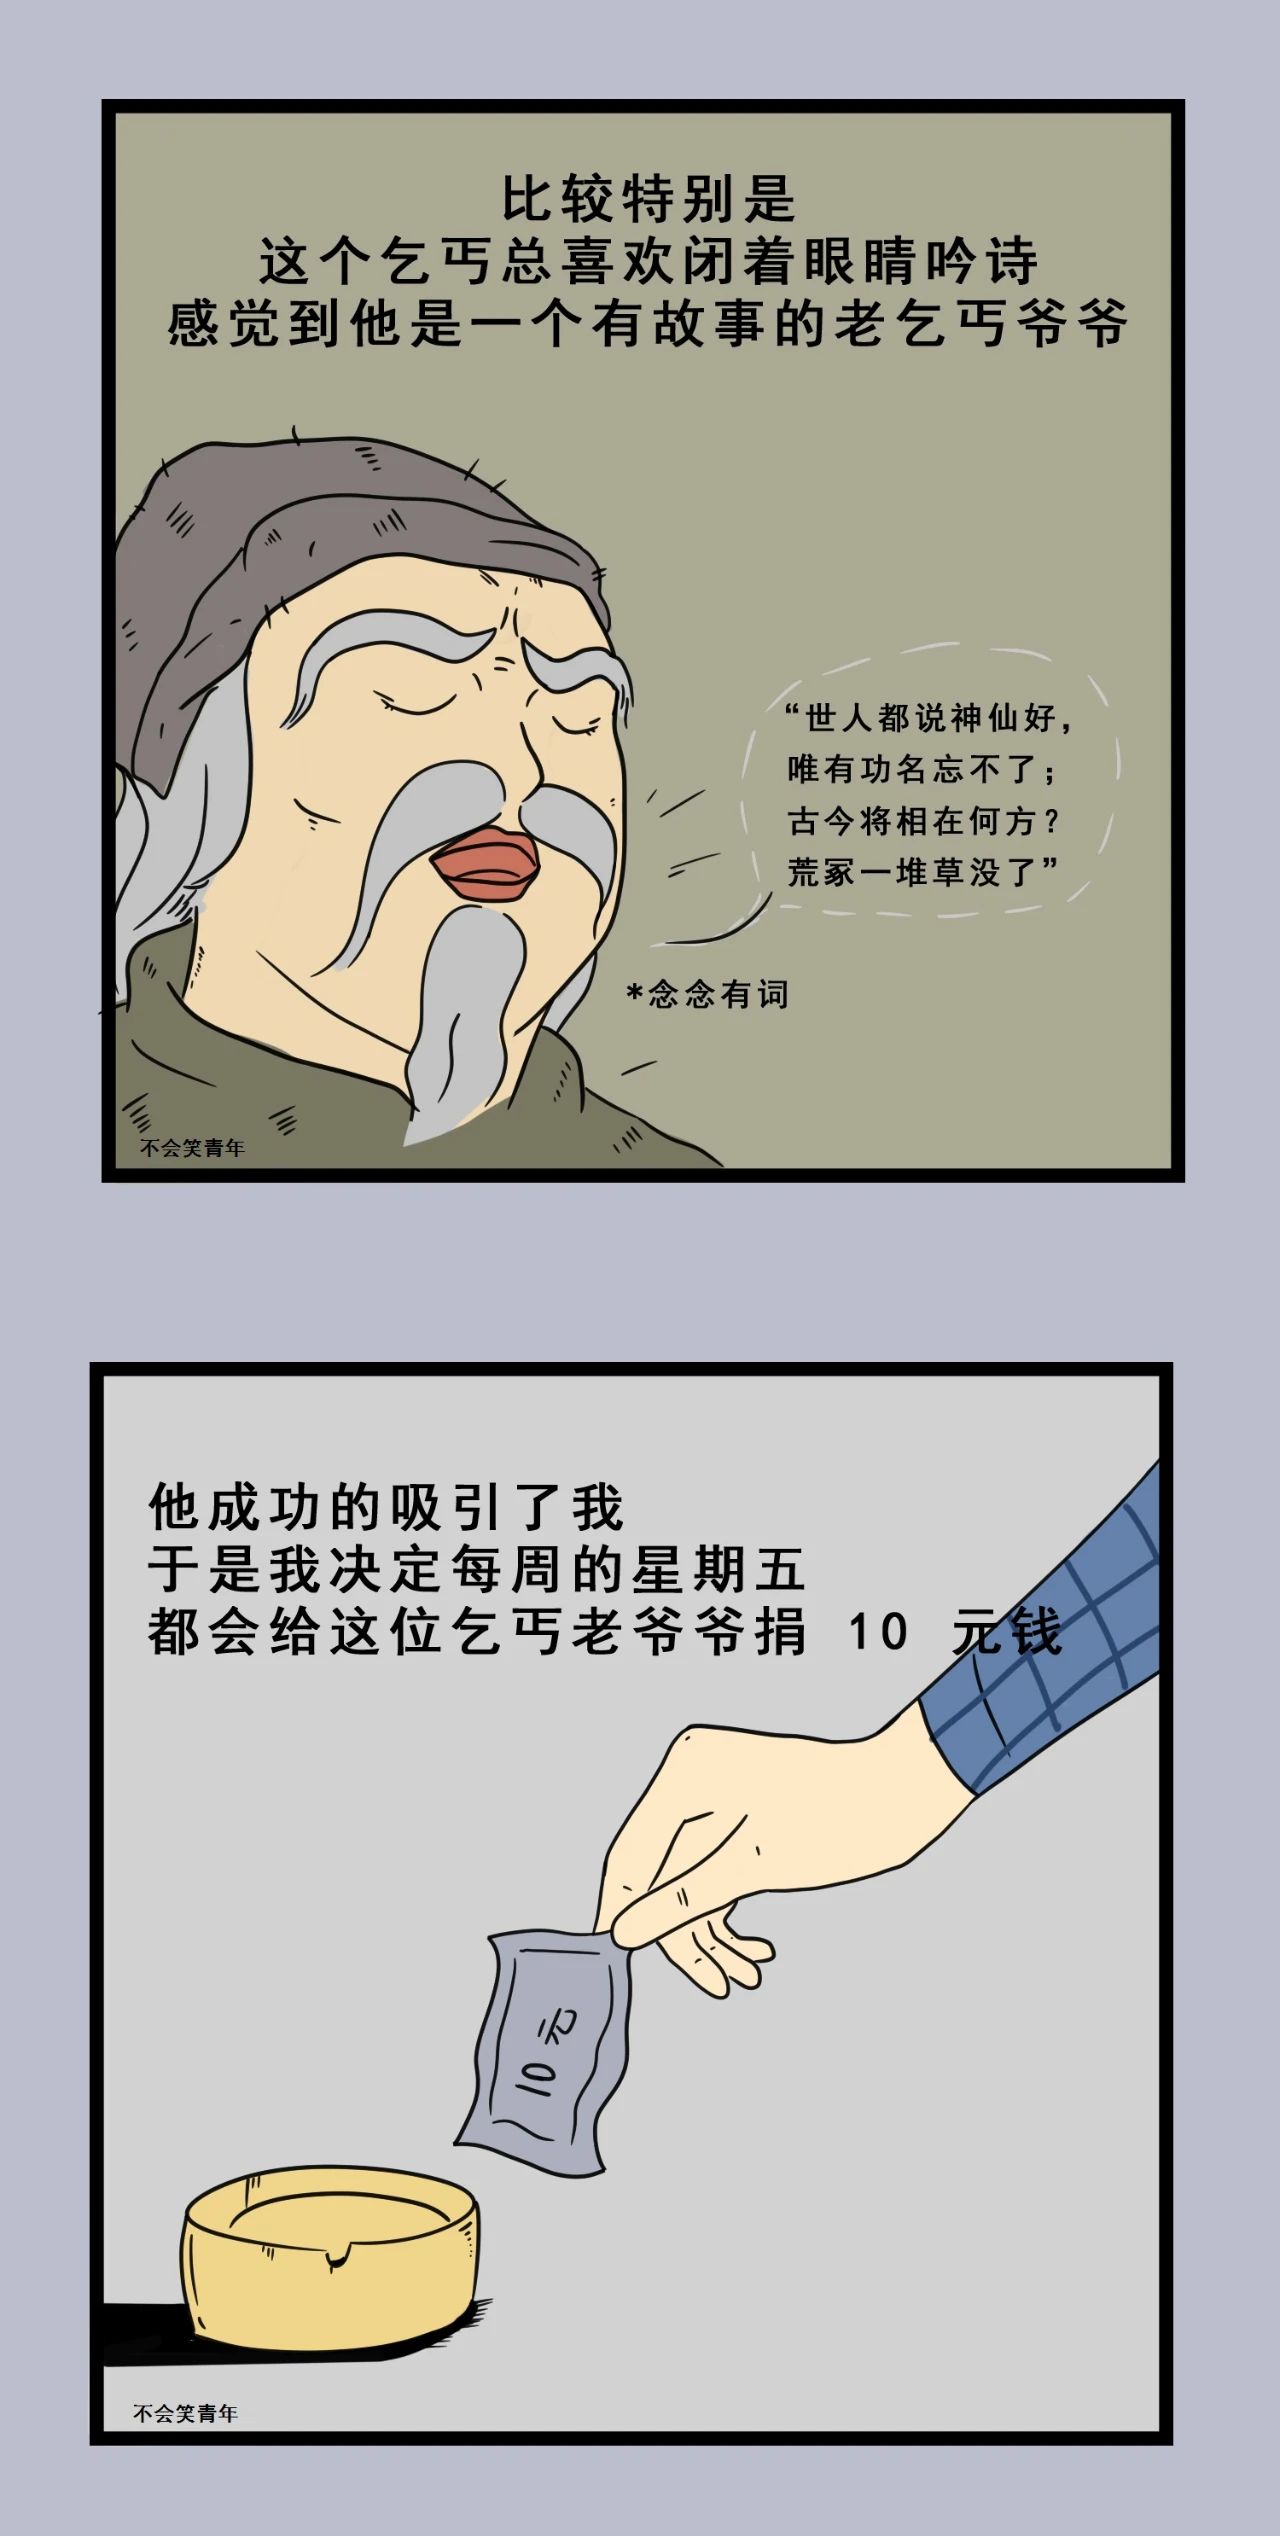 比较特别是
这个乞丐总喜欢闭着眼睛吟诗
感觉到他是一个有故事的老乞丐爷爷
“世人都说神仙好，
唯有功名忘不了；
古今将相在何方？
荒冢一堆草没了”
*念念有词
不会笑青年
他成功的吸引了我
于是我决定每周的星期五
都会给这位乞丐老爷爷捐 10 元钱
10元
不会笑青年